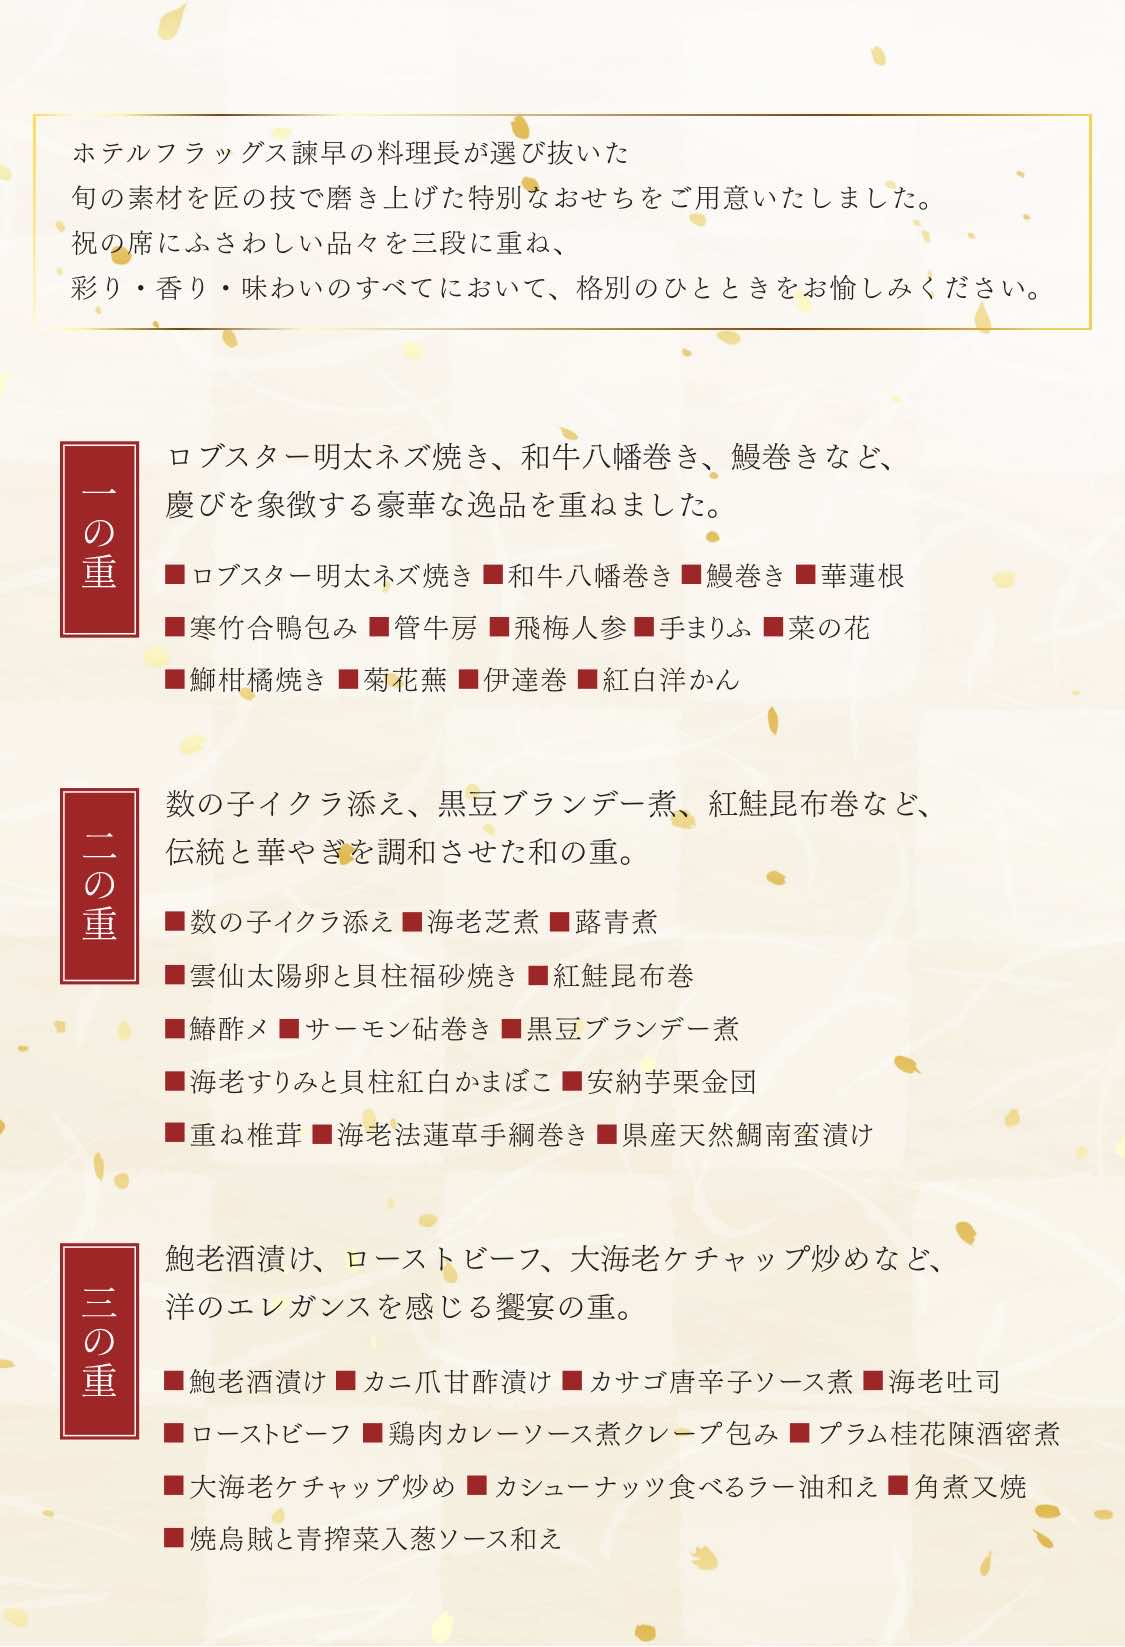 ホテルフラッグス諫早の料理長が選び抜いた
旬の素材を匠の技で磨き上げた特別なおせちをご用意いたしました。
祝の席にふさわしい品々を三段に重ね、
彩り・香り・味わいのすべてにおいて、格別のひとときをお愉しみください。
一の重
ロブスター明太ネズ焼き、和牛八幡巻き、鰻巻きなど、
慶びを象徴する豪華な逸品を重ねました。
■ロブスター明太ネズ焼き ■和牛八幡巻き ■鰻巻き ■華蓮根
■寒竹合鴨包み ■管牛房 ■飛梅人参 ■手まりふ ■菜の花
■鰤柑橘焼き ■菊花蕪 ■伊達巻 ■紅白洋かん
二の重
数の子イクラ添え、黒豆ブランデー煮、紅鮭昆布巻など、
伝統と華やぎを調和させた和の重。
■数の子イクラ添え ■海老芝煮 ■蕗青煮
■雲仙太陽卵と貝柱福砂焼き ■紅鮭昆布巻
■鰆酢メ ■サーモン砧巻き ■黒豆ブランデー煮
■海老すりみと貝柱紅白かまぼこ ■安納芋栗金団
■重ね椎茸 ■海老法蓮草手綱巻き ■県産天然鯛南蛮漬け
三の重
鮑老酒漬け、ローストビーフ、大海老ケチャップ炒めなど、
洋のエレガンスを感じる饗宴の重。
■鮑老酒漬け ■カニ爪甘酢漬け ■カサゴ唐辛子ソース煮 ■海老吐司
■ローストビーフ ■鶏肉カレーソース煮クレープ包み ■プラム桂花陳酒密煮
■大海老ケチャップ炒め ■カシューナッツ食べるラー油和え ■角煮叉焼
■焼烏賊と青搾菜入葱ソース和え